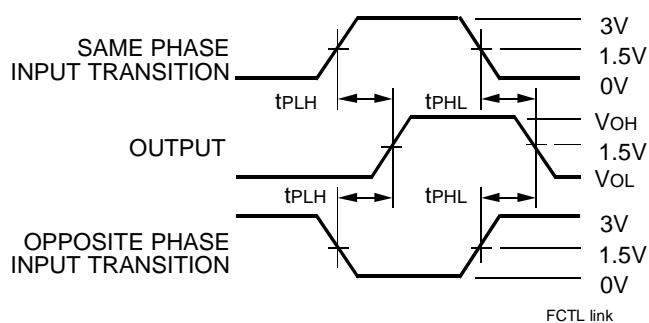 3V
SAME PHASE
INPUT TRANSITION
1.5V
0V
tPLH
tPHL
VOH
OUTPUT
1.5V
VOL
tPLH
tPHL
3V
OPPOSITE PHASE
INPUT TRANSITION
1.5V
0V
FCTL link